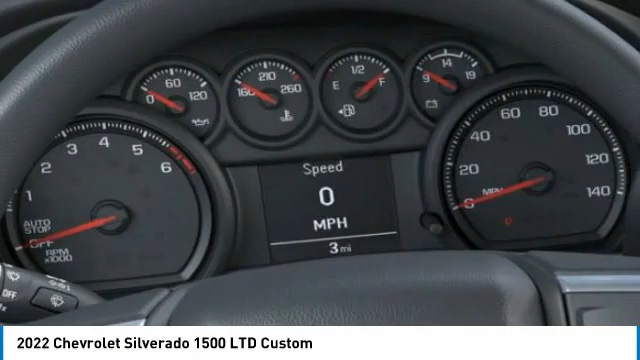 0 60 120
160 210 260
E 1/2 F
9 14 19
1 2 3 4 5 6
AUTO
STOP
OFF
RPM
x1000
Speed
0
MPH
3 mi
0 20 40 60 80 100 120 140
MPH
P
OFF
1x
2022 Chevrolet Silverado 1500 LTD Custom